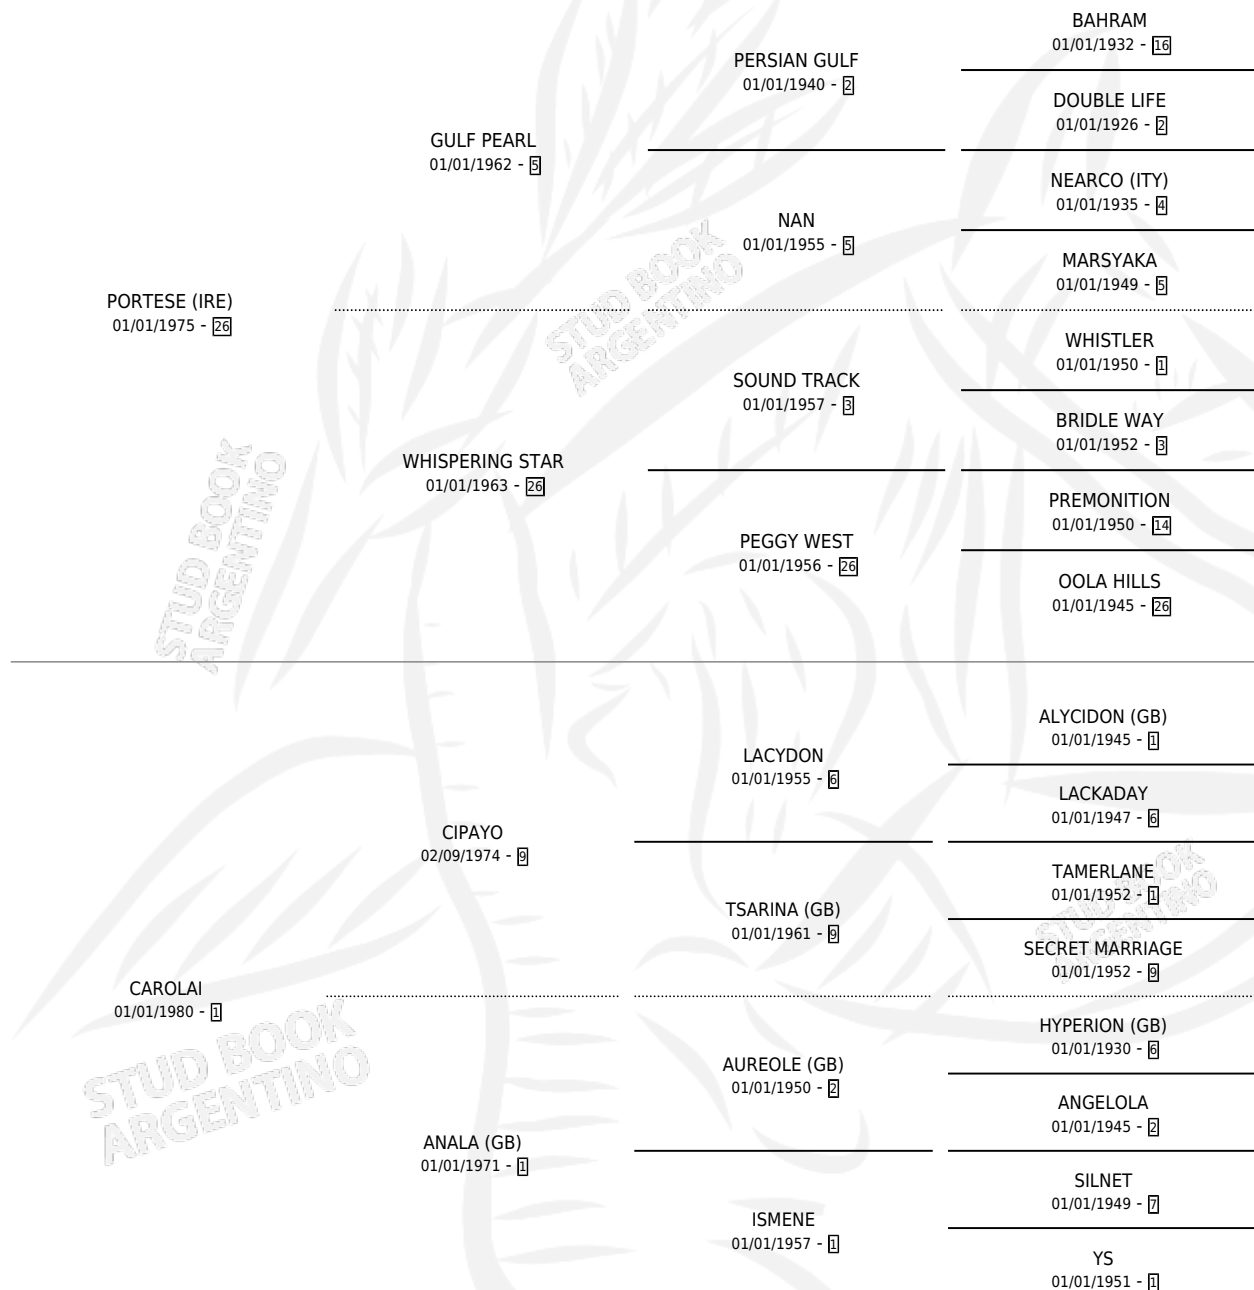 BAHRAM
01/01/1932 - 16
PERSIAN GULF
01/01/1940 - 2
DOUBLE LIFE
01/01/1926 - 2
GULF PEARL
01/01/1962 - 5
NEARCO (ITY)
01/01/1935 - 4
NAN
01/01/1955 - 5
MARSYAKA
01/01/1949 - 5
PORTESE (IRE)
01/01/1975 - 26
WHISTLER
01/01/1950 - 1
SOUND TRACK
01/01/1957 - 3
BRIDLE WAY
01/01/1952 - 3
WHISPERING STAR
01/01/1963 - 26
PREMONITION
01/01/1950 - 14
PEGGY WEST
01/01/1956 - 26
OOLA HILLS
01/01/1945 - 26
ALYCIDON (GB)
01/01/1945 - 1
LACYDON
01/01/1955 - 6
LACKADAY
01/01/1947 - 6
CIPAYO
02/09/1974 - 9
TAMERLANE
01/01/1952 - 1
TSARINA (GB)
01/01/1961 - 9
SECRET MARRIAGE
01/01/1952 - 9
CAROLAI
01/01/1980 - 1
HYPERION (GB)
01/01/1930 - 6
AUREOLE (GB)
01/01/1950 - 2
ANGELOLA
01/01/1945 - 2
ANALA (GB)
01/01/1971 - 1
SILNET
01/01/1949 - 7
ISMENE
01/01/1957 - 1
YS
01/01/1951 - 1
STUD BOOK
ARGENTINO
STUD BOOK
ARGENTINO
STUD BOOK
ARGENTINO
STUD BOOK
ARGENTINO